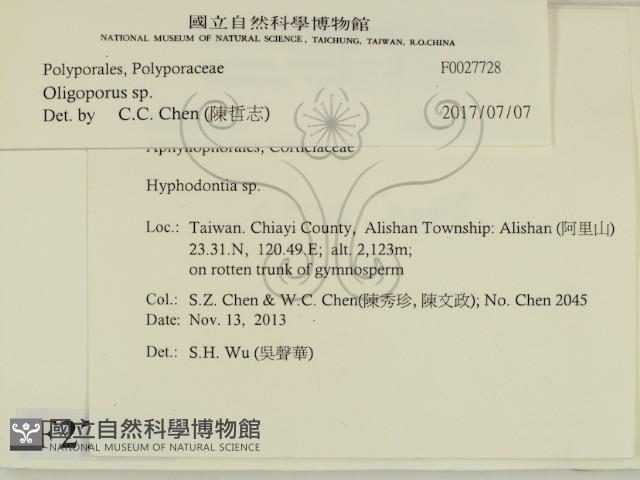 國立自然科學博物館
NATIONAL MUSEUM OF NATURAL SCIENCE, TAICHUNG, TAIWAN, R.O.CHINA
Polyporales, Polyporaceae F0027728
Oligoporus sp.
Det. by C.C. Chen (陳哲志) 2017/07/07
Aphyllophorales, Corticiaceae
Hyphodontia sp.
Loc.: Taiwan. Chiayi County, Alishan Township: Alishan (阿里山)
23.31.N, 120.49.E; alt. 2,123m;
on rotten trunk of gymnosperm
Col.: S.Z. Chen & W.C. Chen(陳秀珍, 陳文政); No. Chen 2045
Date: Nov. 13, 2013
Det.: S.H. Wu (吳聲華)
國立自然科學博物館
NATIONAL MUSEUM OF NATURAL SCIENCE